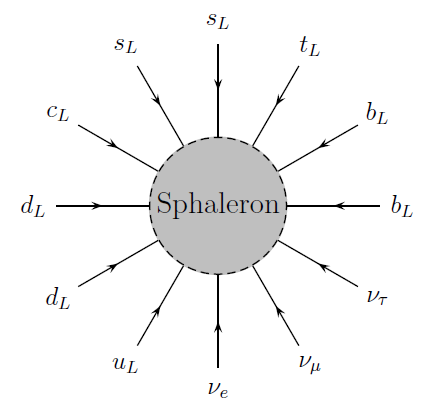 s_L
s_L
t_L
c_L
b_L
d_L
Sphaleron
b_L
d_L
ν_τ
u_L
ν_μ
ν_e